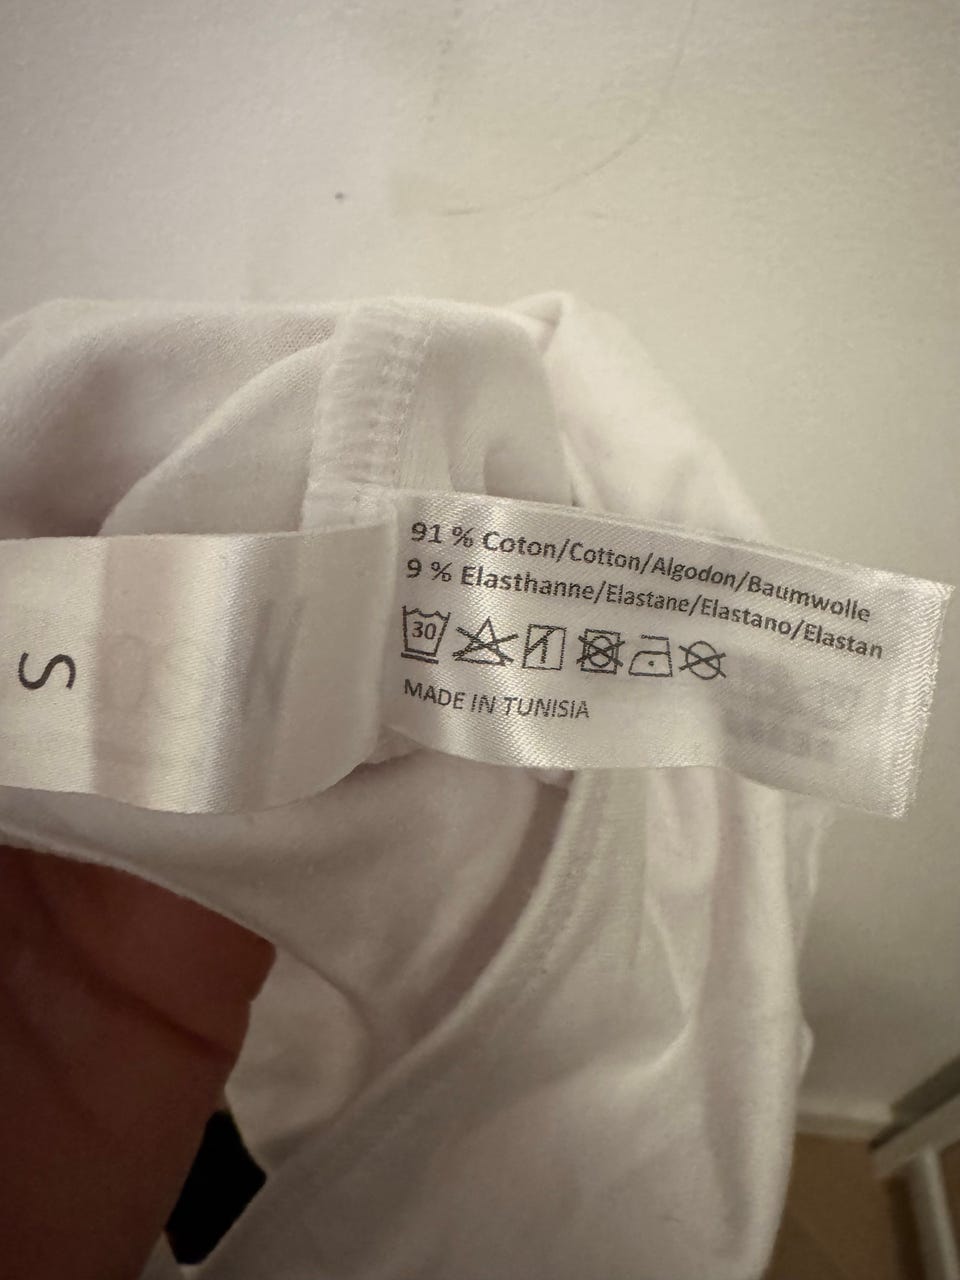 S
91 % Coton/Cotton/Algodon/Baumwolle
9 % Elasthanne/Elastane/Elastano/Elastan
30
MADE IN TUNISIA